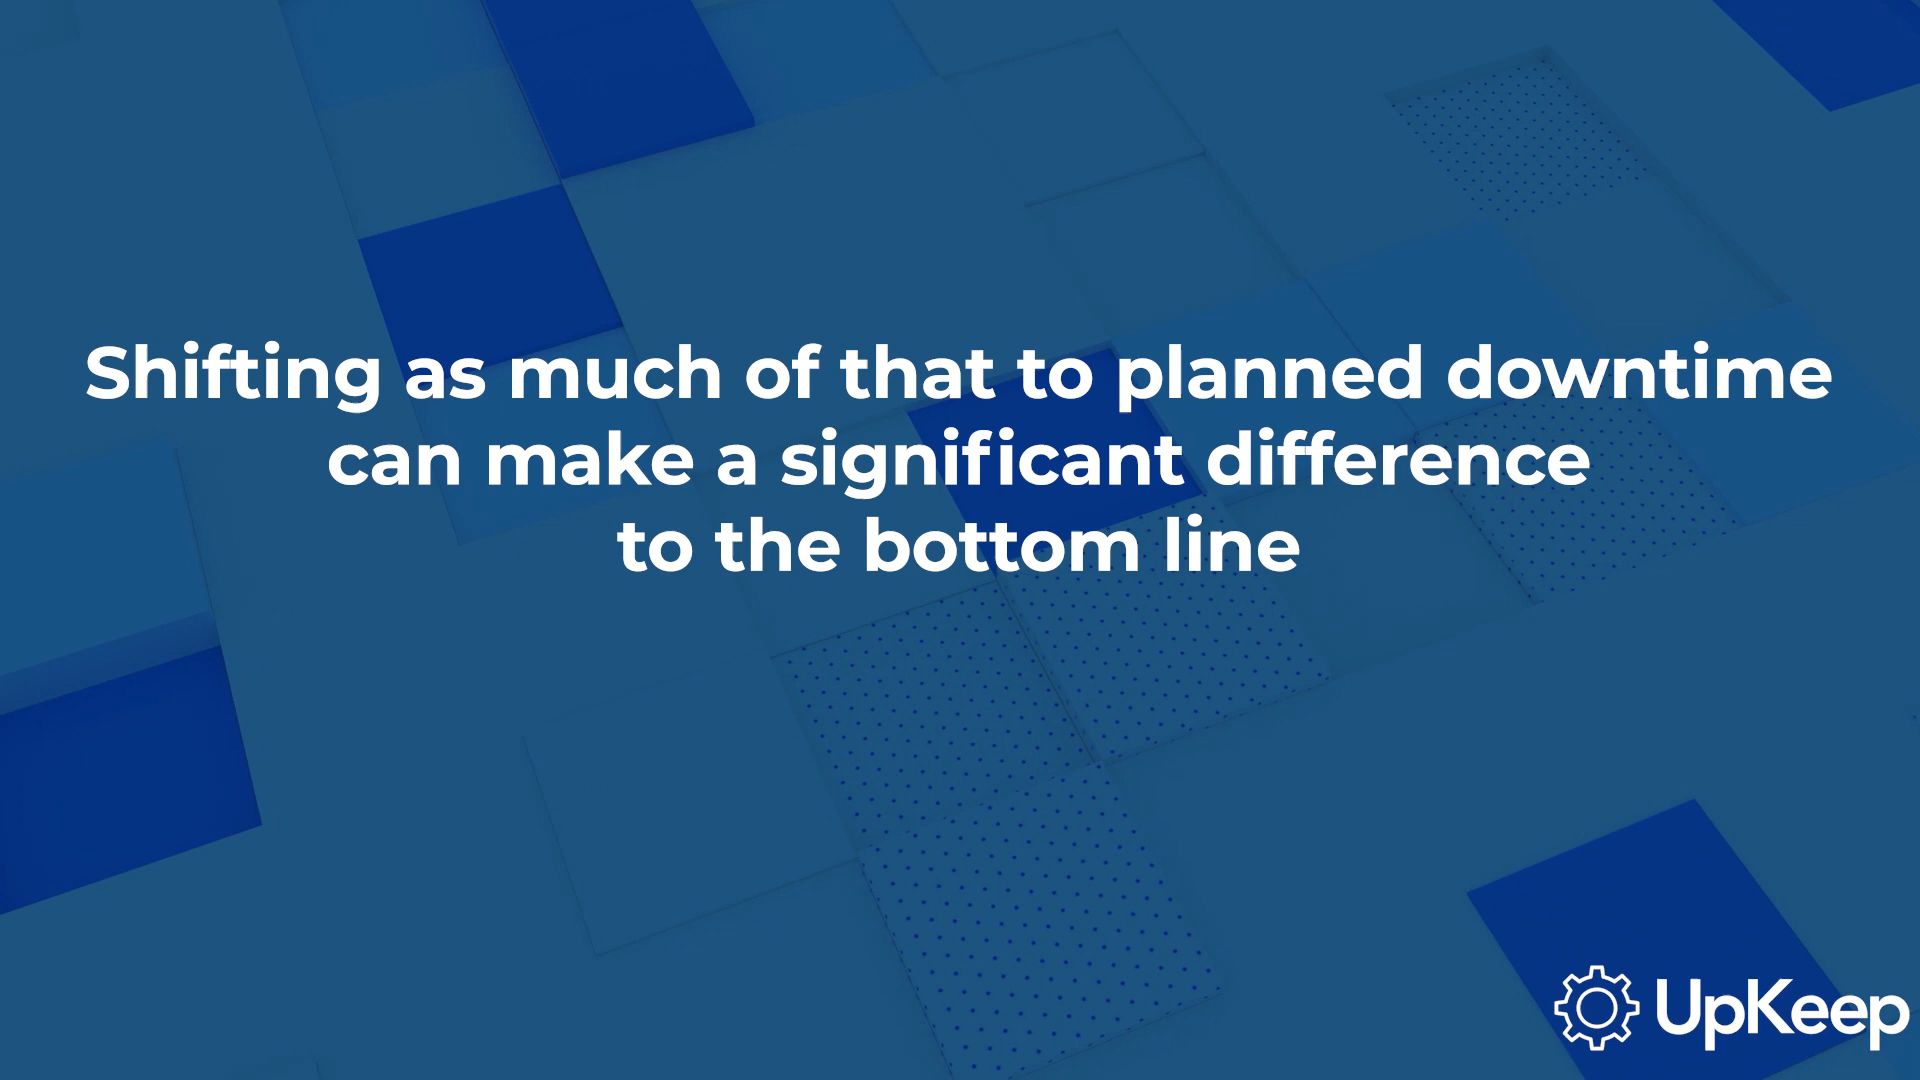 Shifting as much of that to planned downtime
can make a significant difference
to the bottom line
UpKeep